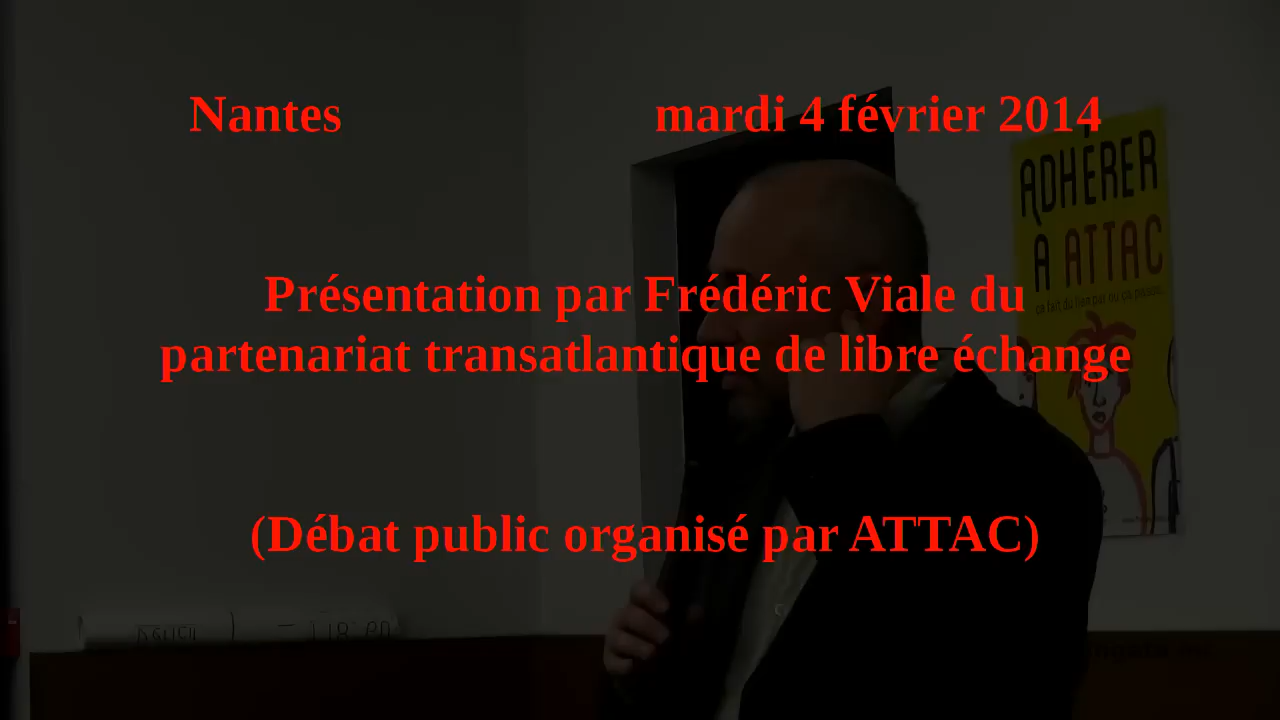 Nantes mardi 4 février 2014
ADHÉRER
A ATTAC
Présentation par Frédéric Viale du
partenariat transatlantique de libre échange
(Débat public organisé par ATTAC)